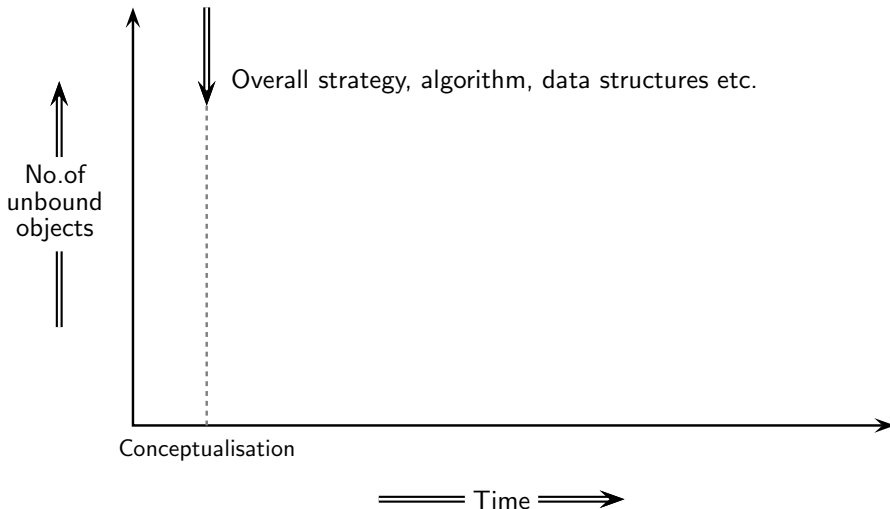 Overall strategy, algorithm, data structures etc.
No.of
unbound
objects
Conceptualisation
Time